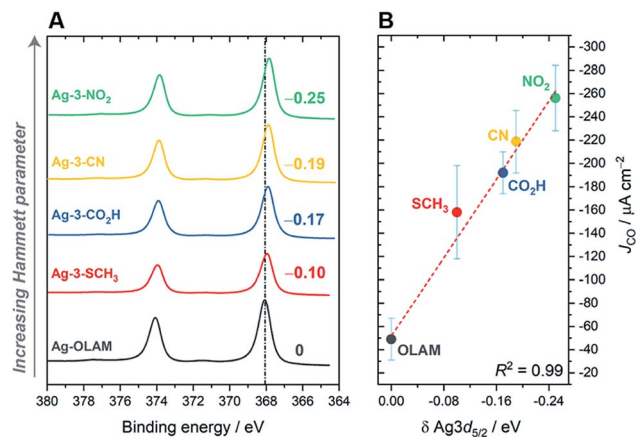 A
Increasing Hammett parameter
Ag-3-NO₂
−0.25
Ag-3-CN
−0.19
Ag-3-CO₂H
−0.17
Ag-3-SCH₃
−0.10
Ag-OLAM
0
380 378 376 374 372 370 368 366 364
Binding energy / eV
B
NO₂
CN
CO₂H
SCH₃
OLAM
R² = 0.99
-300
-280
-260
-240
-220
-200
-180
-160
-140
-120
-100
-80
-60
-40
-20
J_CO / µA cm⁻²
0.00 -0.08 -0.16 -0.24
δ Ag3d₅/₂ / eV